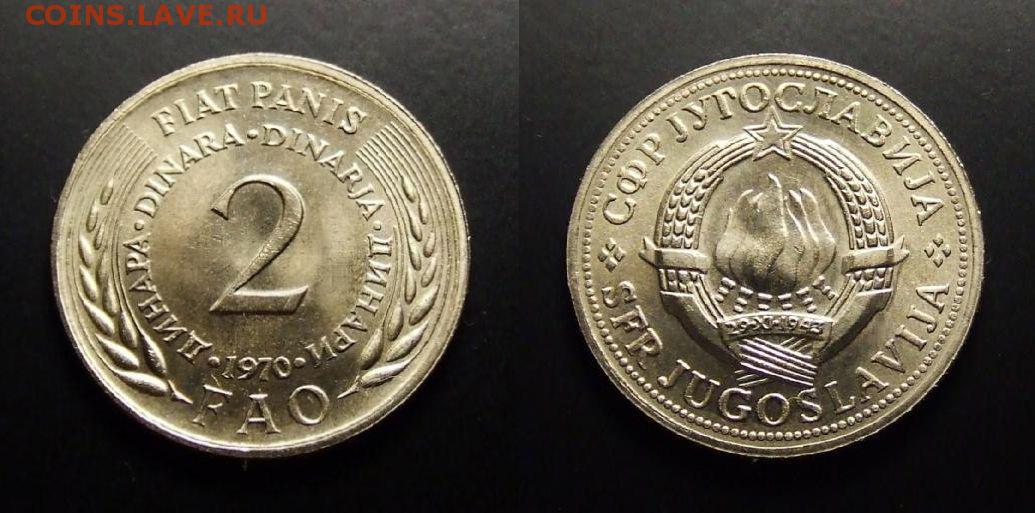 COINS.LAVE.RU
FIAT PANIS
ДИНАРА·DINARA·DINARJA·ДИНАРИ
2
·1970·
FAO
СФР ЈУГОСЛАВИЈА
29·XI·1943
SFR JUGOSLAVIJA